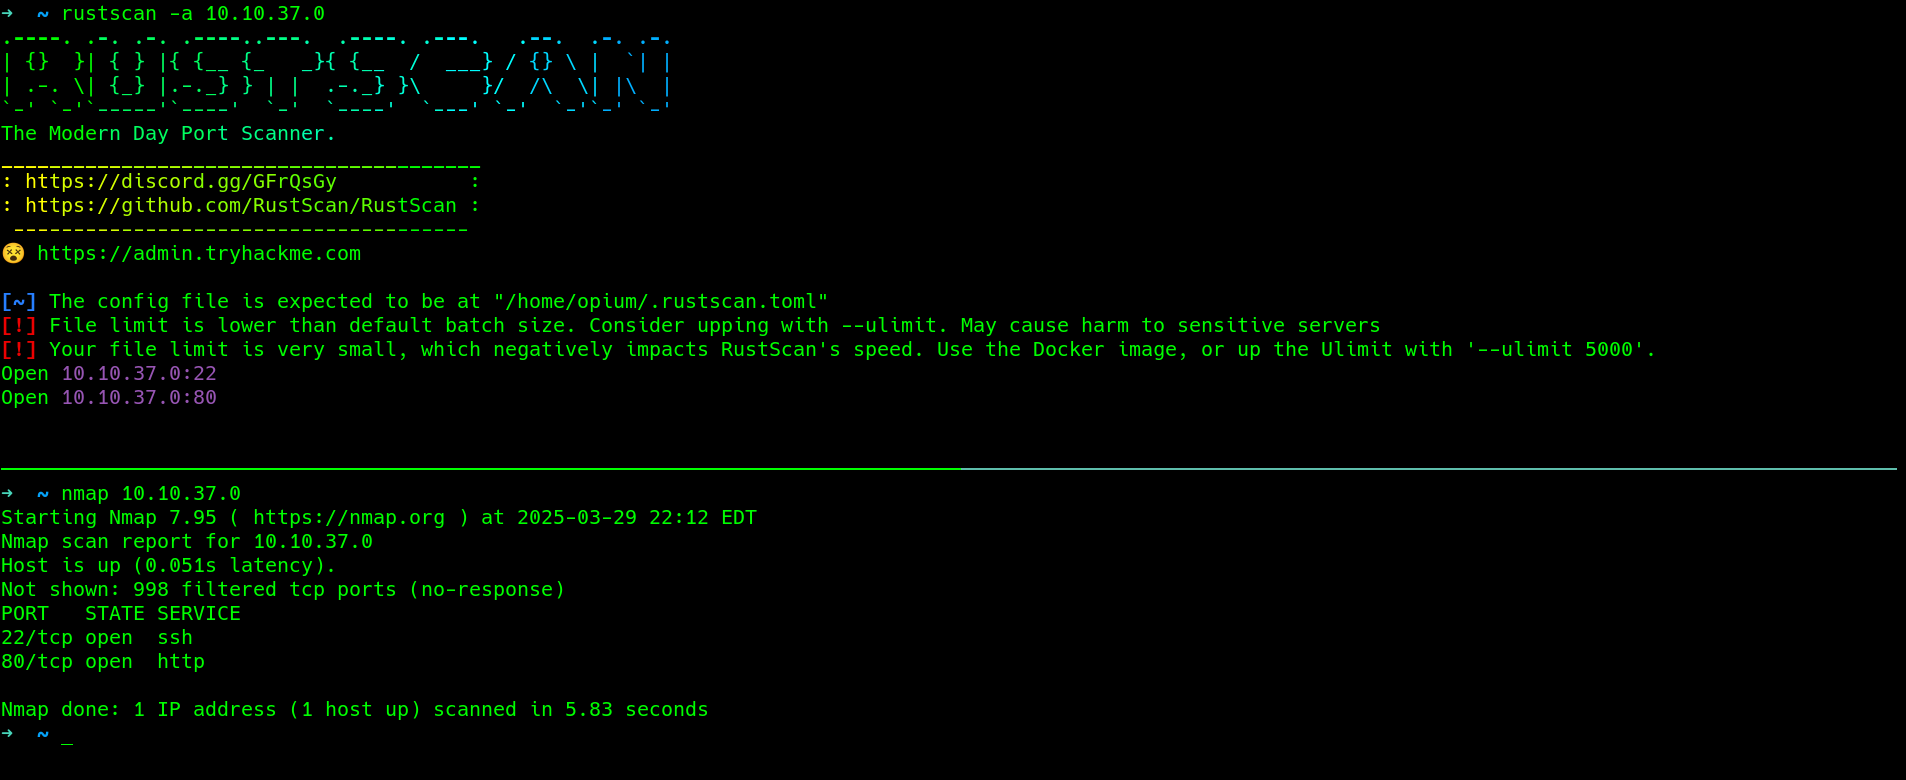 →  ~ rustscan -a 10.10.37.0
.----. .-. .-. .----..---.  .----. .---.   .--.  .-. .-.
| {}  }| { } |{ {__ {_   _}{ {__  /  ___} / {} \ |  `| |
| .-. \| {_} |.-._} } | |  .-._} }\     }/  /\  \| |\  |
`-' `-'`-----'`----'  `-'  `----'  `---' `-'  `-'`-' `-'
The Modern Day Port Scanner.
________________________________________
: https://discord.gg/GFrQsGy           :
: https://github.com/RustScan/RustScan :
 --------------------------------------
😵 https://admin.tryhackme.com
[~] The config file is expected to be at "/home/opium/.rustscan.toml"
[!] File limit is lower than default batch size. Consider upping with --ulimit. May cause harm to sensitive servers
[!] Your file limit is very small, which negatively impacts RustScan's speed. Use the Docker image, or up the Ulimit with '--ulimit 5000'.
Open 10.10.37.0:22
Open 10.10.37.0:80
→  ~ nmap 10.10.37.0
Starting Nmap 7.95 ( https://nmap.org ) at 2025-03-29 22:12 EDT
Nmap scan report for 10.10.37.0
Host is up (0.051s latency).
Not shown: 998 filtered tcp ports (no-response)
PORT   STATE SERVICE
22/tcp open  ssh
80/tcp open  http
Nmap done: 1 IP address (1 host up) scanned in 5.83 seconds
→  ~ _